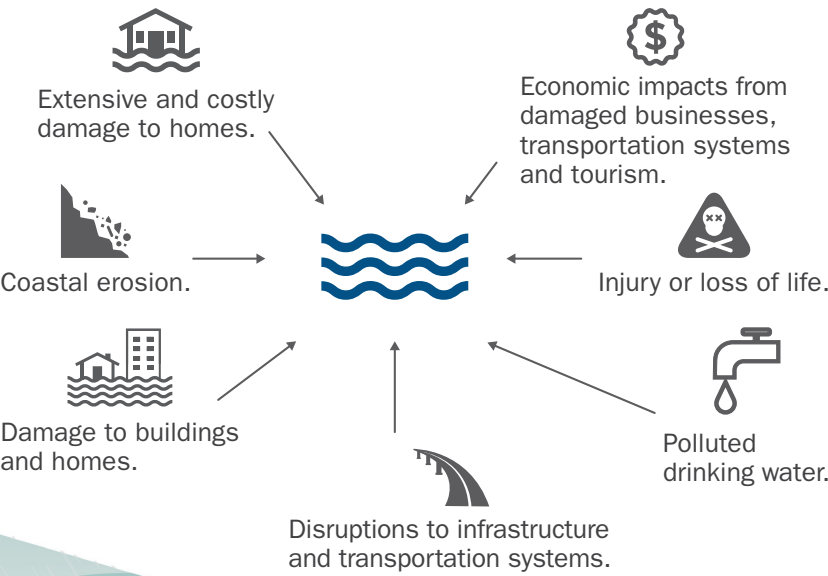 Extensive and costly
damage to homes.
$
Economic impacts from
damaged businesses,
transportation systems
and tourism.
Coastal erosion.
Injury or loss of life.
Damage to buildings
and homes.
Polluted
drinking water.
Disruptions to infrastructure
and transportation systems.